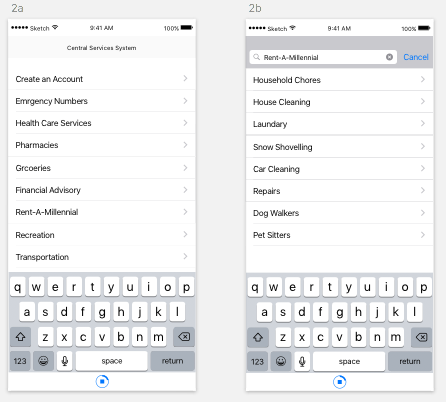 2a
Sketch 9:41 AM 100%
Central Services System
Create an Account
Emrgency Numbers
Health Care Services
Pharmacies
Grcoeries
Financial Advisory
Rent-A-Millennial
Recreation
Transportation
q w e r t y u i o p
a s d f g h j k l
z x c v b n m
123 space return
2b
Sketch 9:41 AM 100%
Rent-A-Millennial Cancel
Household Chores
House Cleaning
Laundary
Snow Shovelling
Car Cleaning
Repairs
Dog Walkers
Pet Sitters
q w e r t y u i o p
a s d f g h j k l
z x c v b n m
123 space return